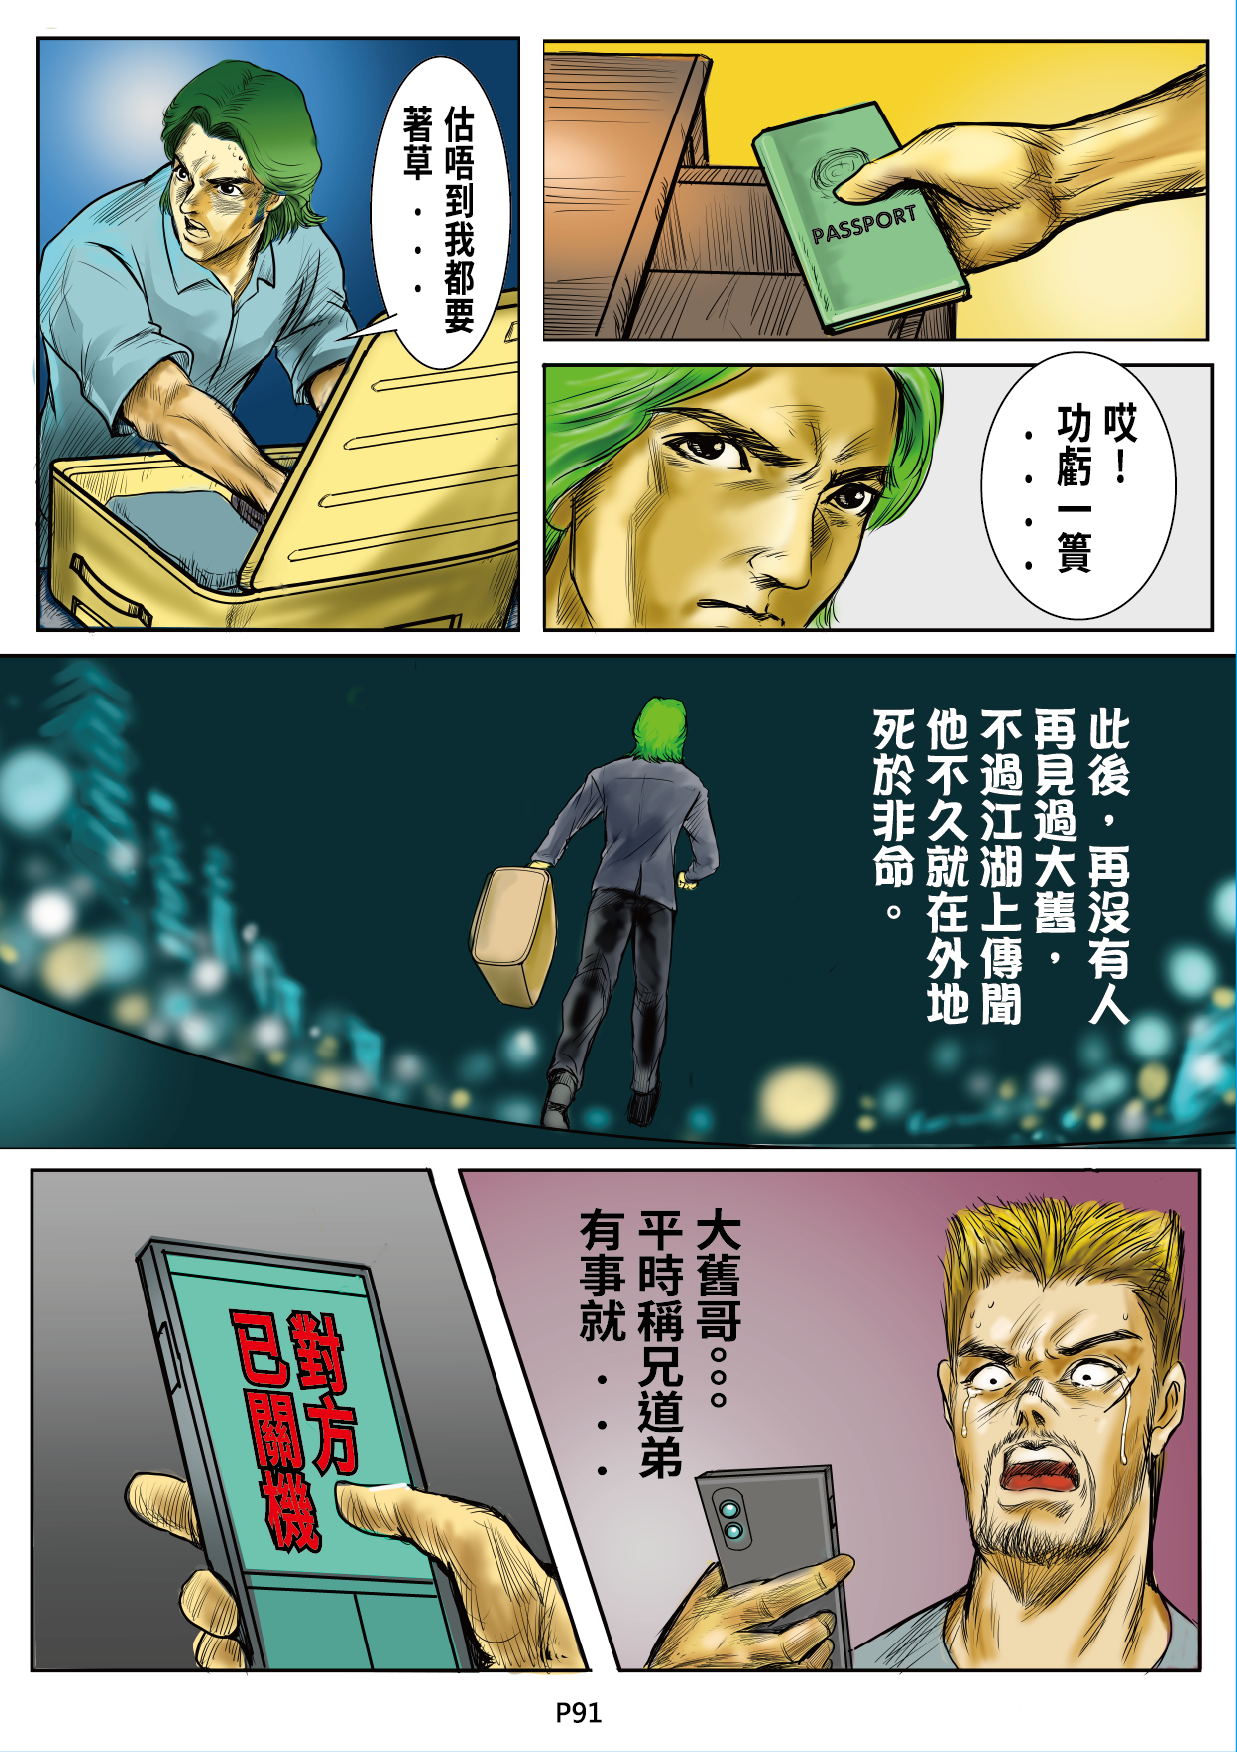 估唔到我都要
著草...
PASSPORT
哎！
功虧一簣
....
此後，再沒有人
再見過大舊，
不過江湖上傳聞
他不久就在外地
死於非命。
對方
已關機
大舊哥。。。
平時稱兄道弟
有事就...
P91